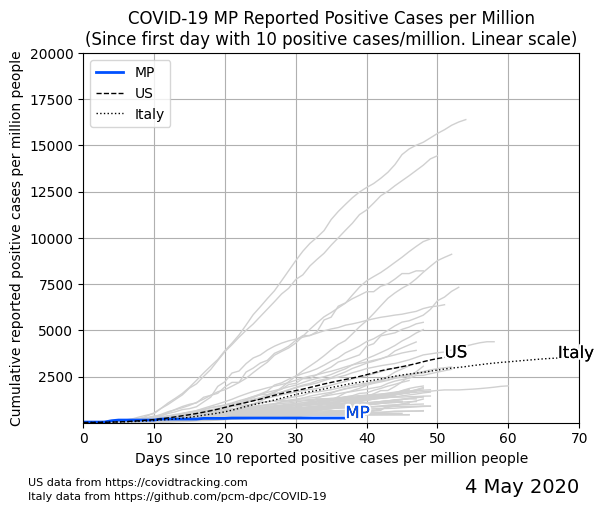 COVID-19 MP Reported Positive Cases per Million
(Since first day with 10 positive cases/million. Linear scale)
Cumulative reported positive cases per million people
20000
17500
15000
12500
10000
7500
5000
2500
MP
US
Italy
US
Italy
MP
0 10 20 30 40 50 60 70
Days since 10 reported positive cases per million people
US data from https://covidtracking.com
Italy data from https://github.com/pcm-dpc/COVID-19
4 May 2020